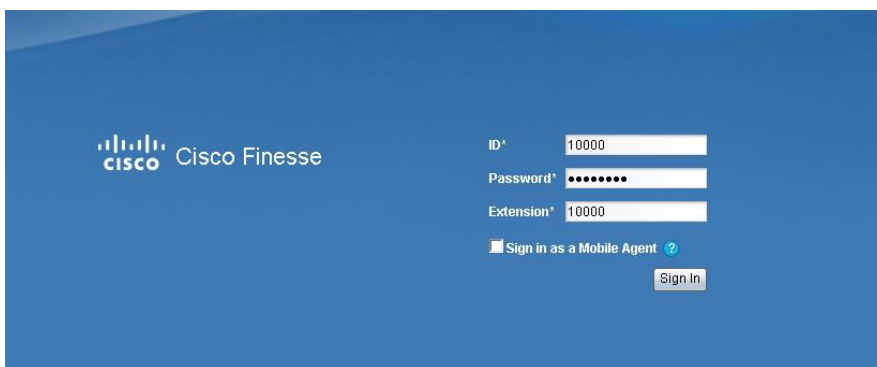 CISCO Cisco Finesse
ID* 10000
Password* ••••••••
Extension* 10000
Sign in as a Mobile Agent ?
Sign In